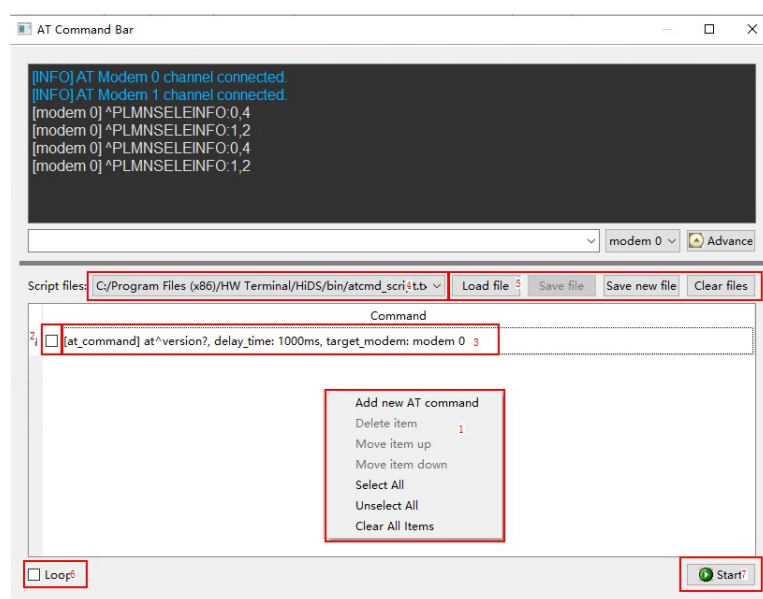 AT Command Bar
[INFO] AT Modem 0 channel connected.
[INFO] AT Modem 1 channel connected.
[modem 0] ^PLMNSELEINFO:0,4
[modem 0] ^PLMNSELEINFO:1,2
[modem 0] ^PLMNSELEINFO:0,4
[modem 0] ^PLMNSELEINFO:1,2
modem 0 Advance
Script files: C:/Program Files (x86)/HW Terminal/HiDS/bin/atcmd_script.tx 4 Load file 5 Save file Save new file Clear files
Command
2 [at_command] at^version?, delay_time: 1000ms, target_modem: modem 0 3
Add new AT command
Delete item 1
Move item up
Move item down
Select All
Unselect All
Clear All Items
Loop 6 Start 7